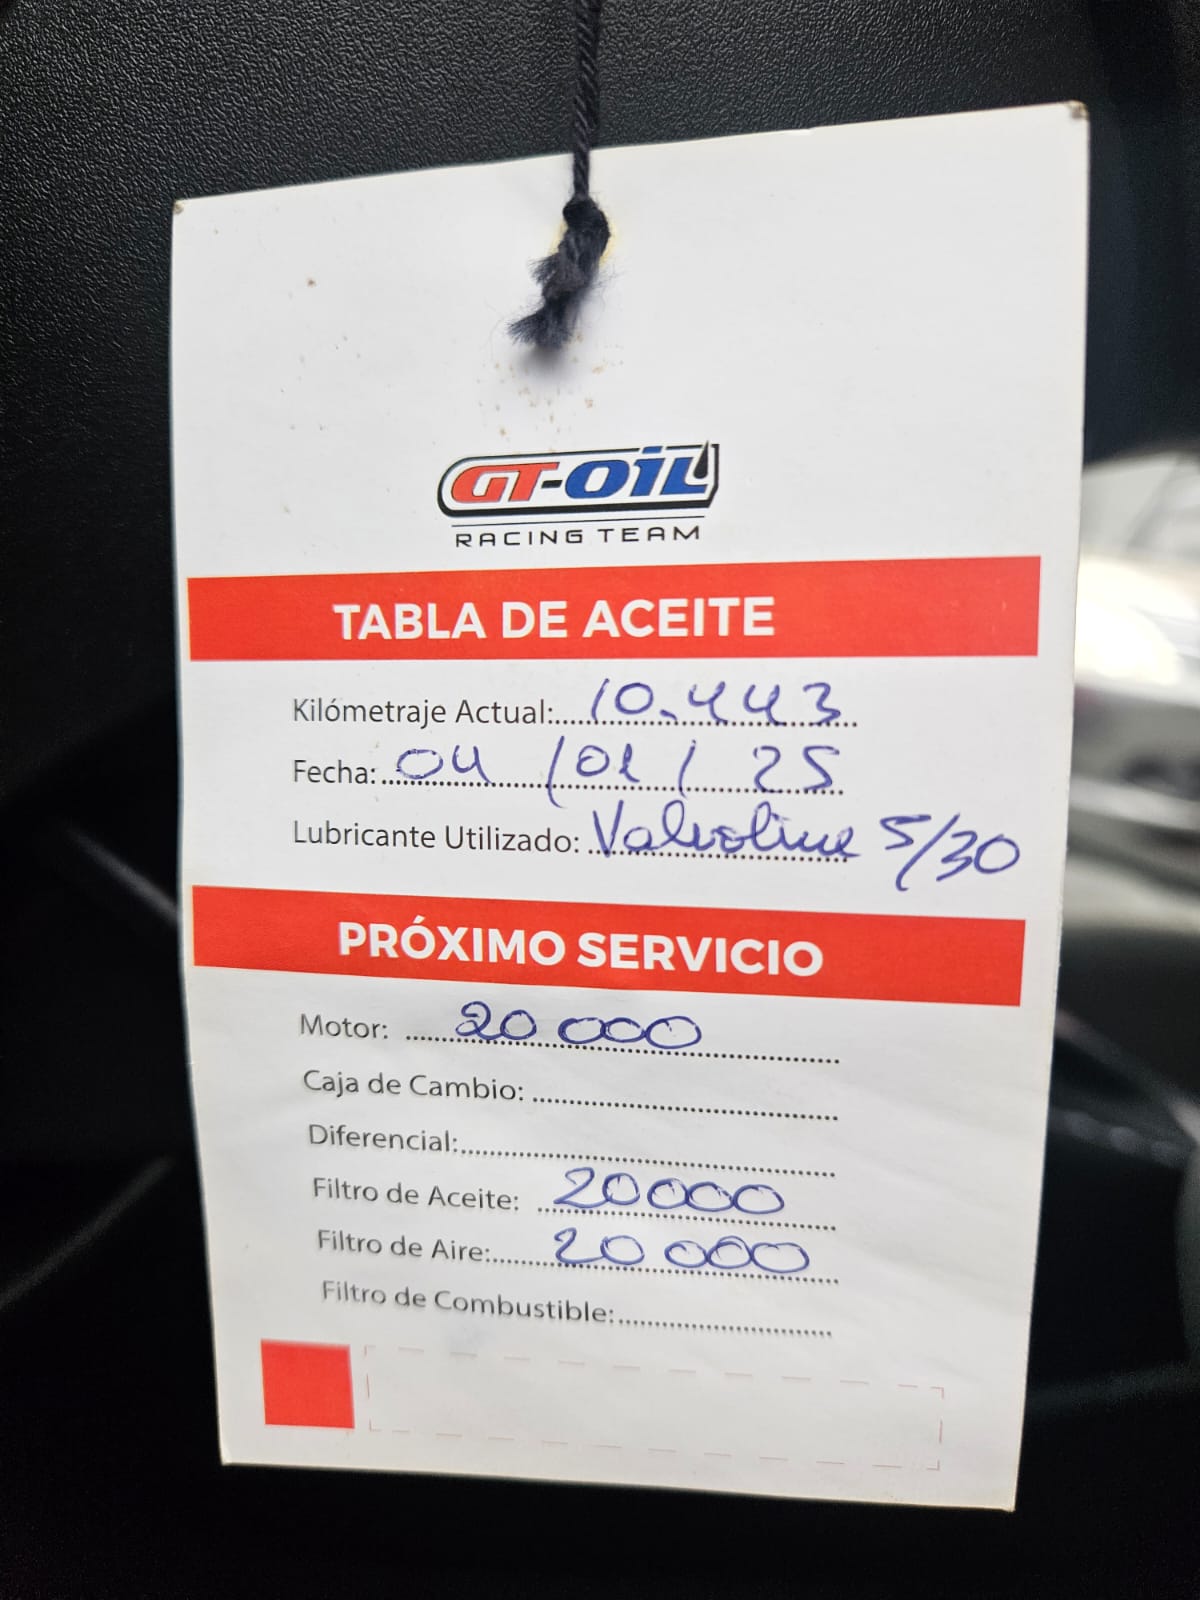 GT-OIL
RACING TEAM
TABLA DE ACEITE
Kilómetraje Actual: 10.443
Fecha: 04 / 01 / 25
Lubricante Utilizado: Valvoline 5/30
PRÓXIMO SERVICIO
Motor: 20 000
Caja de Cambio:
Diferencial:
Filtro de Aceite: 20000
Filtro de Aire: 20 000
Filtro de Combustible: